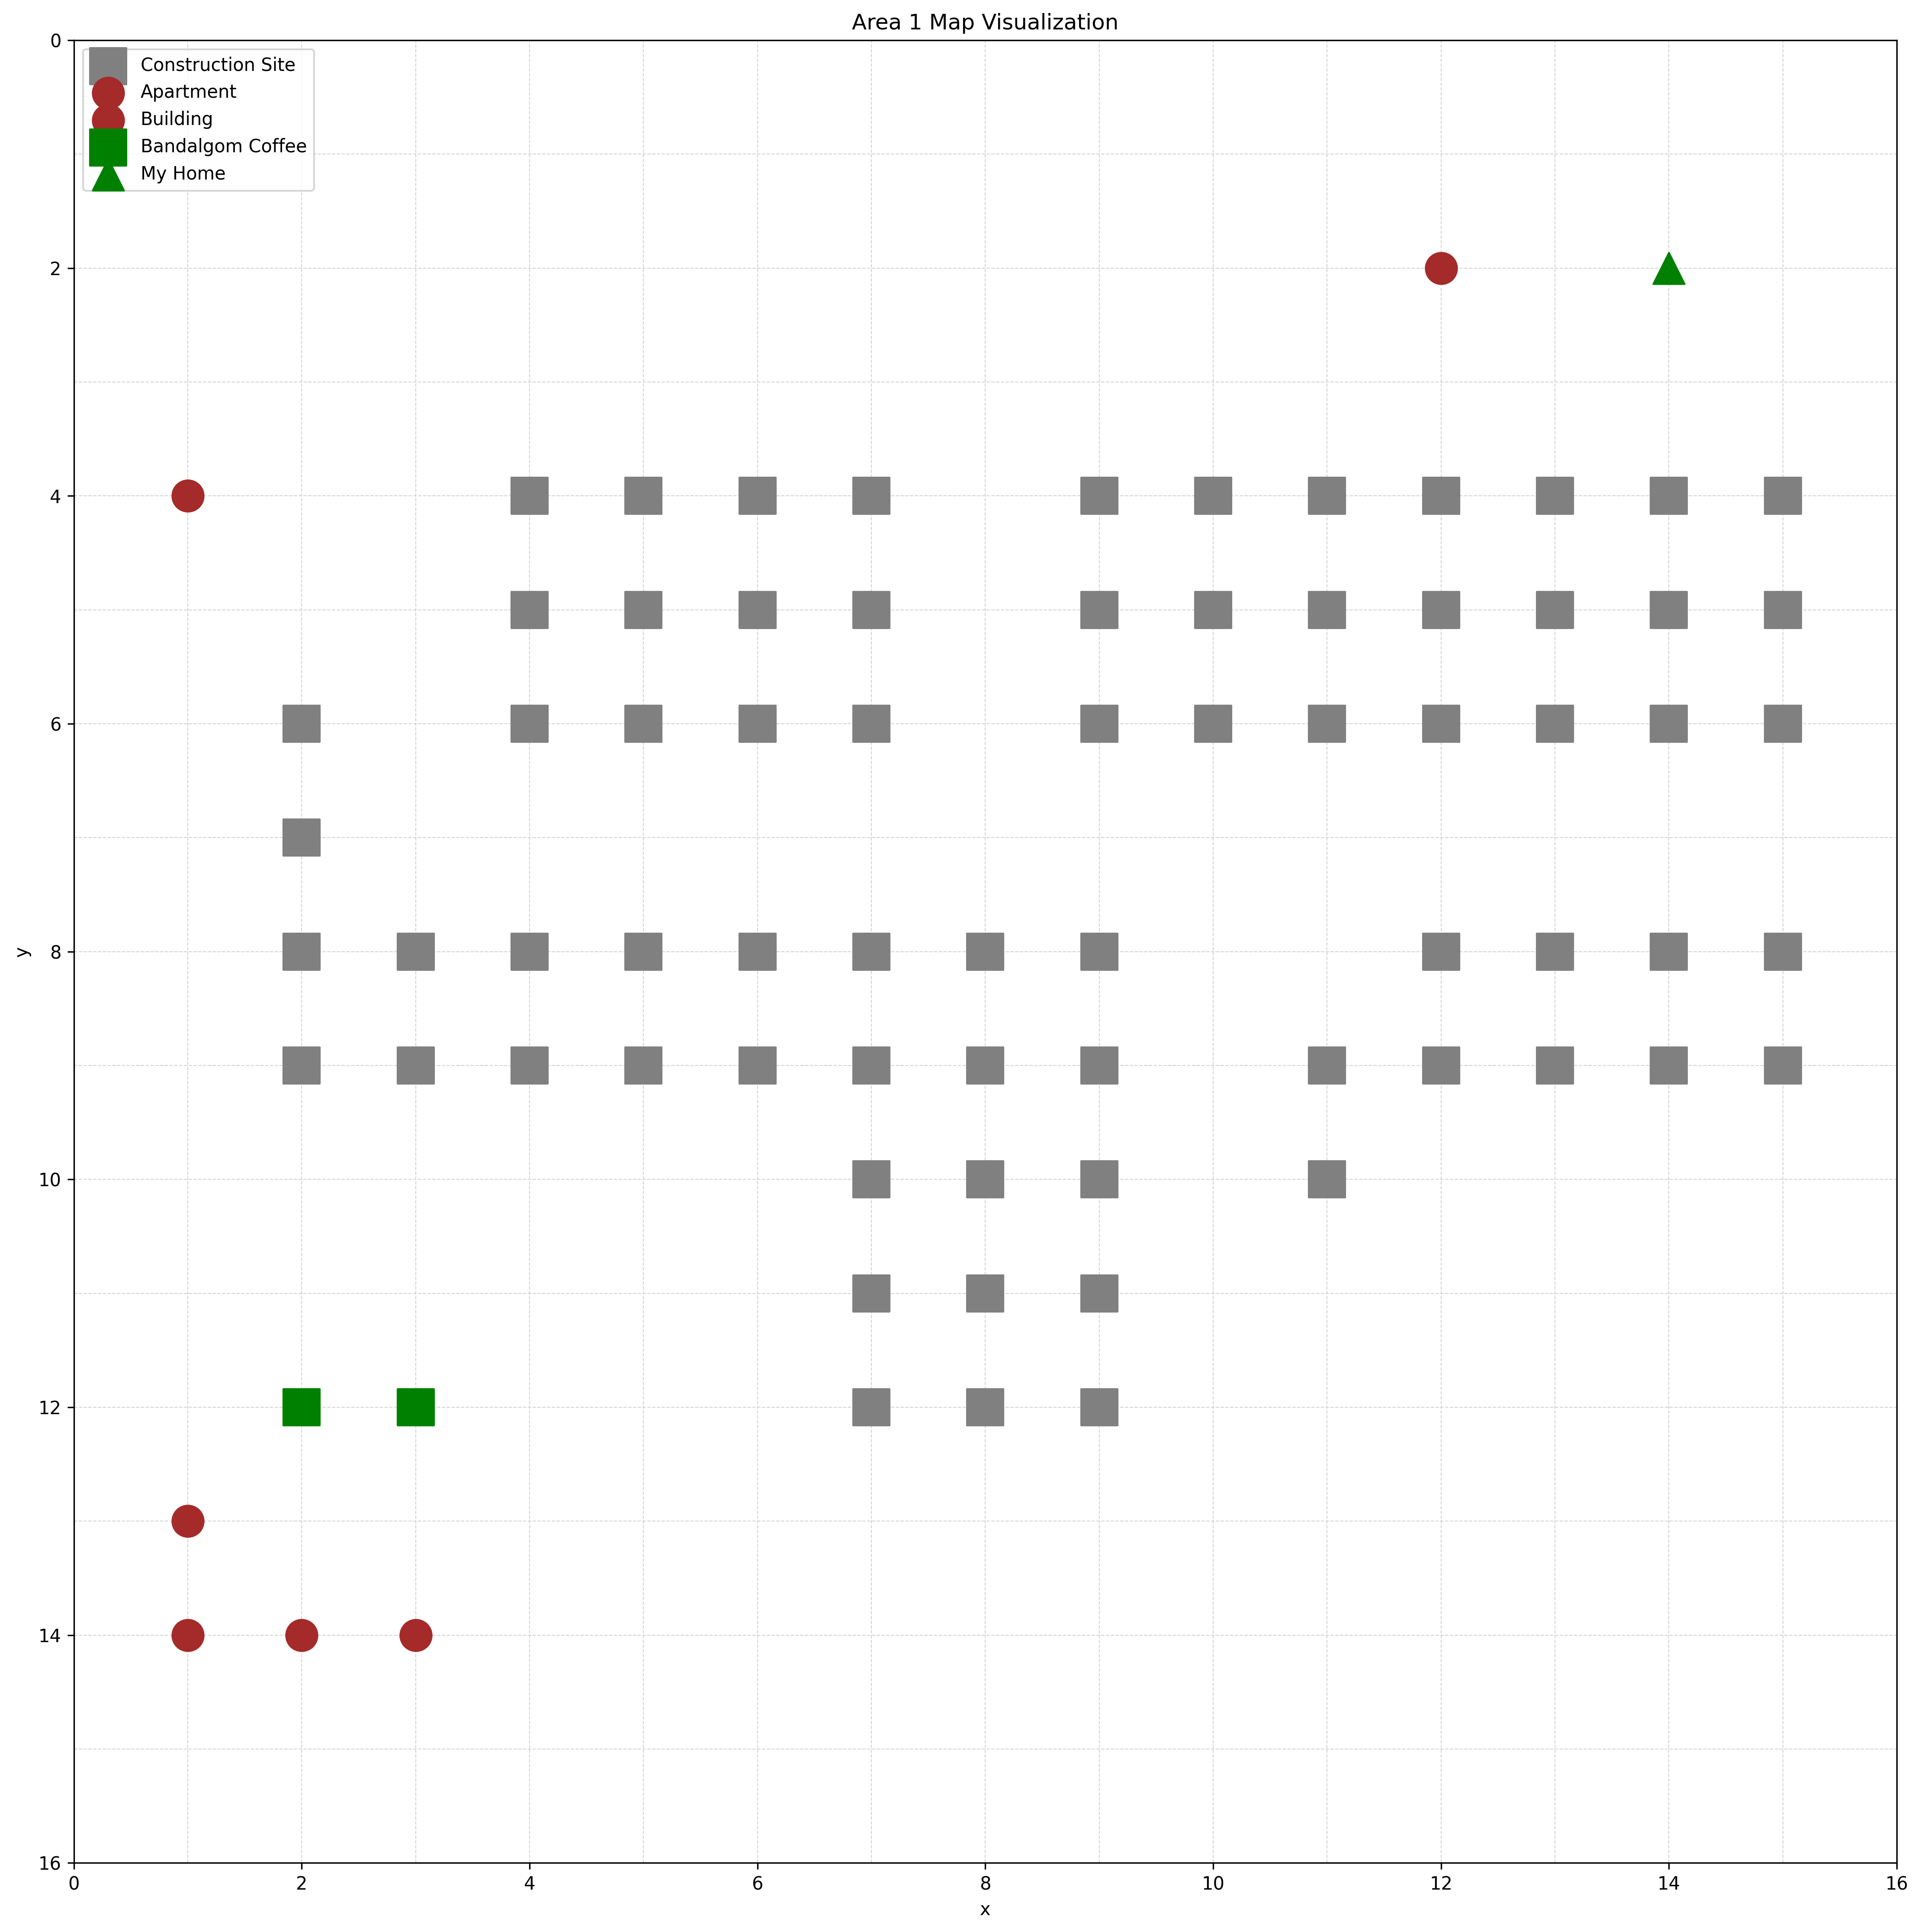 Area 1 Map Visualization
Construction Site
Apartment
Building
Bandalgom Coffee
My Home
0
2
4
6
8
10
12
14
16
y
0 2 4 6 8 10 12 14 16
x